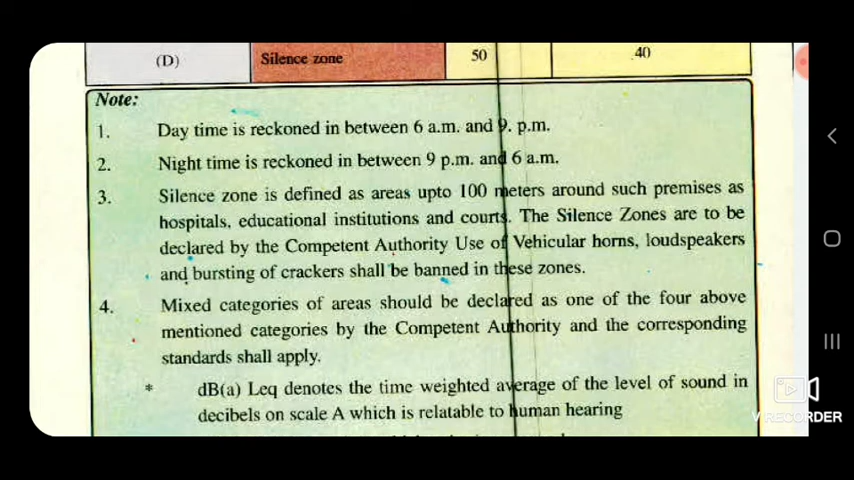 (D) Silence zone 50 40
Note:
1. Day time is reckoned in between 6 a.m. and 9. p.m.
2. Night time is reckoned in between 9 p.m. and 6 a.m.
3. Silence zone is defined as areas upto 100 meters around such premises as
hospitals, educational institutions and courts. The Silence Zones are to be
declared by the Competent Authority Use of Vehicular horns, loudspeakers
and bursting of crackers shall be banned in these zones.
4. Mixed categories of areas should be declared as one of the four above
mentioned categories by the Competent Authority and the corresponding
standards shall apply.
* dB(a) Leq denotes the time weighted average of the level of sound in
decibels on scale A which is relatable to human hearing
V RECORDER